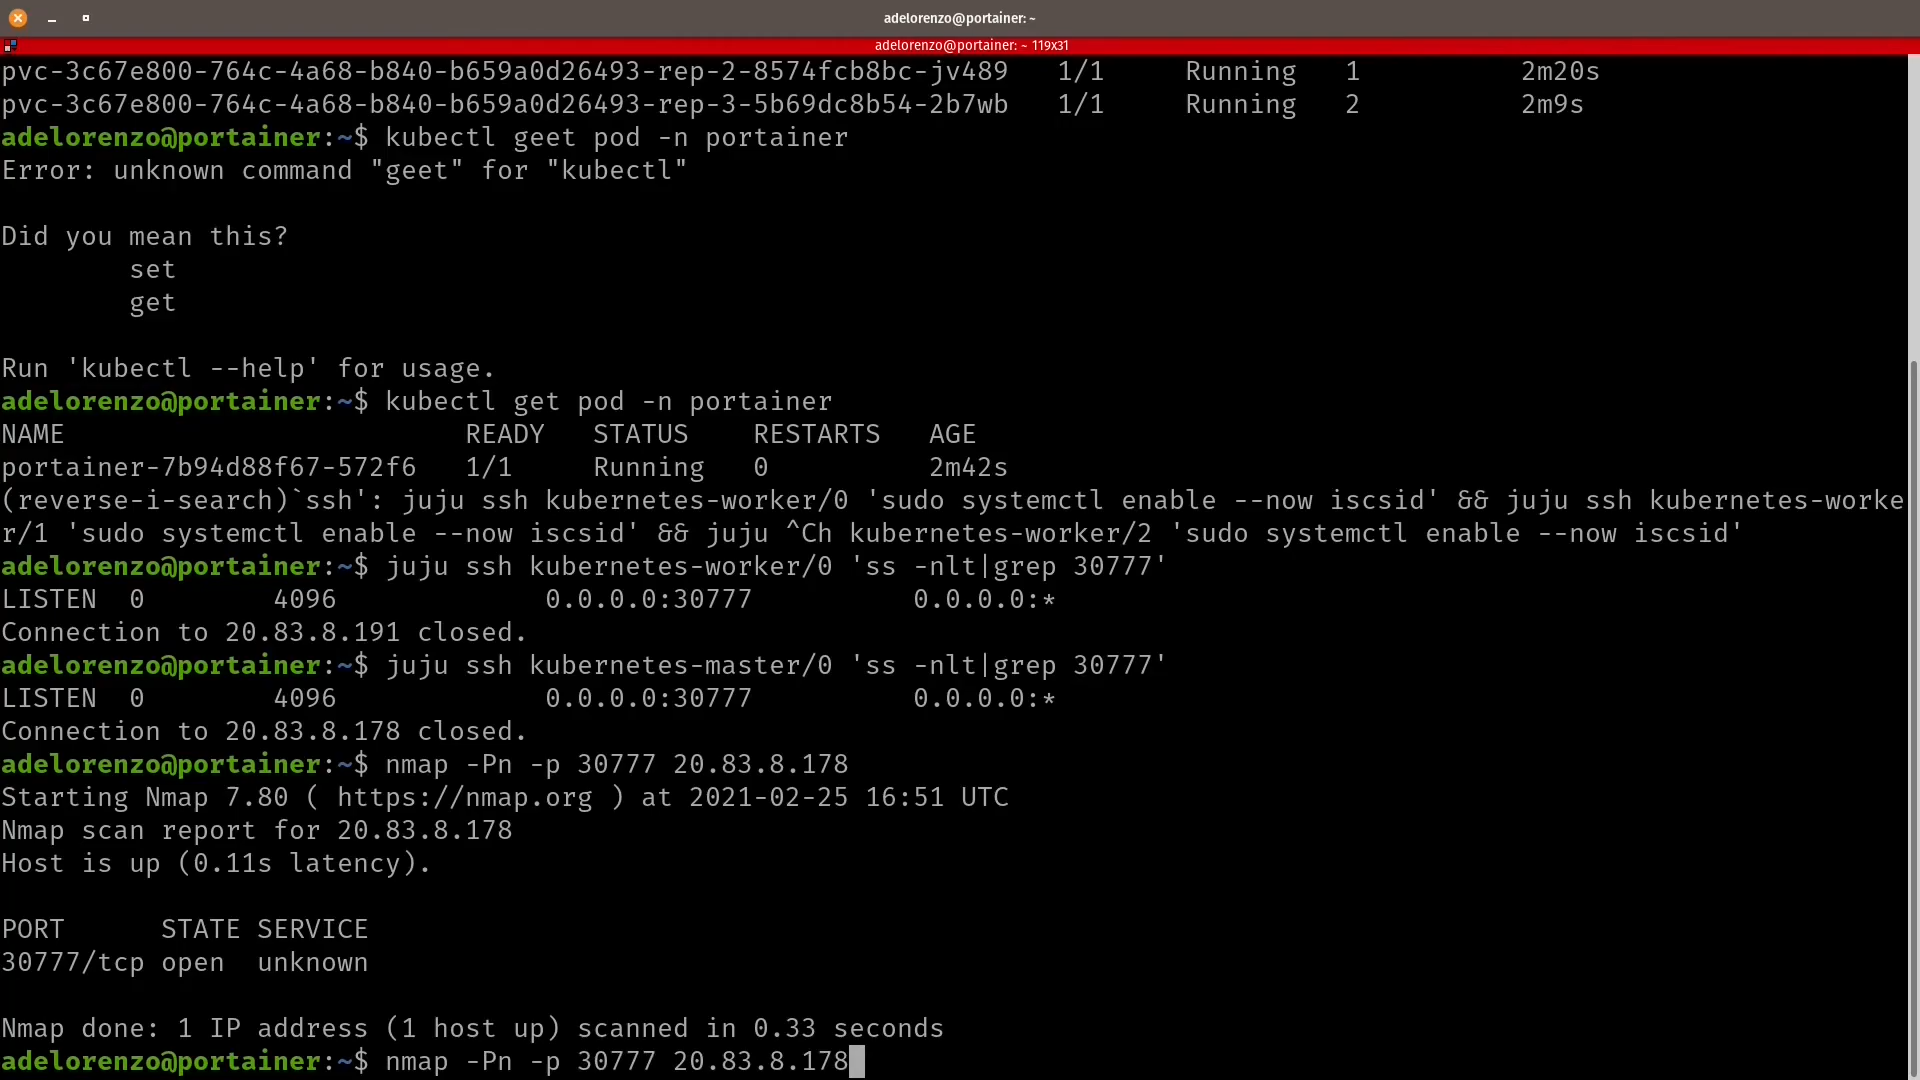 adelorenzo@portainer: ~
adelorenzo@portainer: ~ 119x31
pvc-3c67e800-764c-4a68-b840-b659a0d26493-rep-2-8574fcb8bc-jv489   1/1     Running   1          2m20s
pvc-3c67e800-764c-4a68-b840-b659a0d26493-rep-3-5b69dc8b54-2b7wb   1/1     Running   2          2m9s
adelorenzo@portainer:~$ kubectl geet pod -n portainer
Error: unknown command "geet" for "kubectl"
Did you mean this?
        set
        get
Run 'kubectl --help' for usage.
adelorenzo@portainer:~$ kubectl get pod -n portainer
NAME                         READY   STATUS    RESTARTS   AGE
portainer-7b94d88f67-572f6   1/1     Running   0          2m42s
(reverse-i-search)`ssh': juju ssh kubernetes-worker/0 'sudo systemctl enable --now iscsid' && juju ssh kubernetes-worke
r/1 'sudo systemctl enable --now iscsid' && juju ^Ch kubernetes-worker/2 'sudo systemctl enable --now iscsid'
adelorenzo@portainer:~$ juju ssh kubernetes-worker/0 'ss -nlt|grep 30777'
LISTEN  0        4096             0.0.0.0:30777          0.0.0.0:*
Connection to 20.83.8.191 closed.
adelorenzo@portainer:~$ juju ssh kubernetes-master/0 'ss -nlt|grep 30777'
LISTEN  0        4096             0.0.0.0:30777          0.0.0.0:*
Connection to 20.83.8.178 closed.
adelorenzo@portainer:~$ nmap -Pn -p 30777 20.83.8.178
Starting Nmap 7.80 ( https://nmap.org ) at 2021-02-25 16:51 UTC
Nmap scan report for 20.83.8.178
Host is up (0.11s latency).
PORT      STATE SERVICE
30777/tcp open  unknown
Nmap done: 1 IP address (1 host up) scanned in 0.33 seconds
adelorenzo@portainer:~$ nmap -Pn -p 30777 20.83.8.178